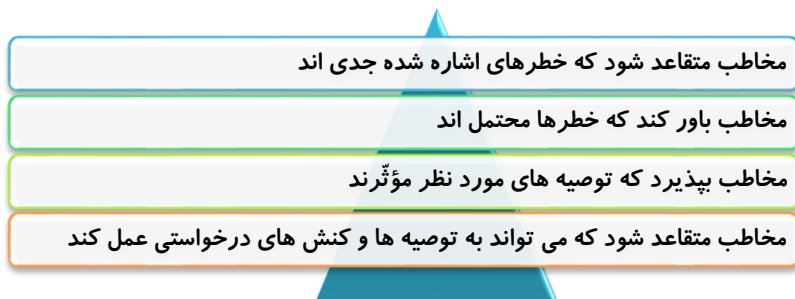 مخاطب متقاعد شود که خطرهای اشاره شده جدی اند
مخاطب باور کند که خطرها محتمل اند
مخاطب بپذیرد که توصیه های مورد نظر مؤثّرند
مخاطب متقاعد شود که می تواند به توصیه ها و کنش های درخواستی عمل کند